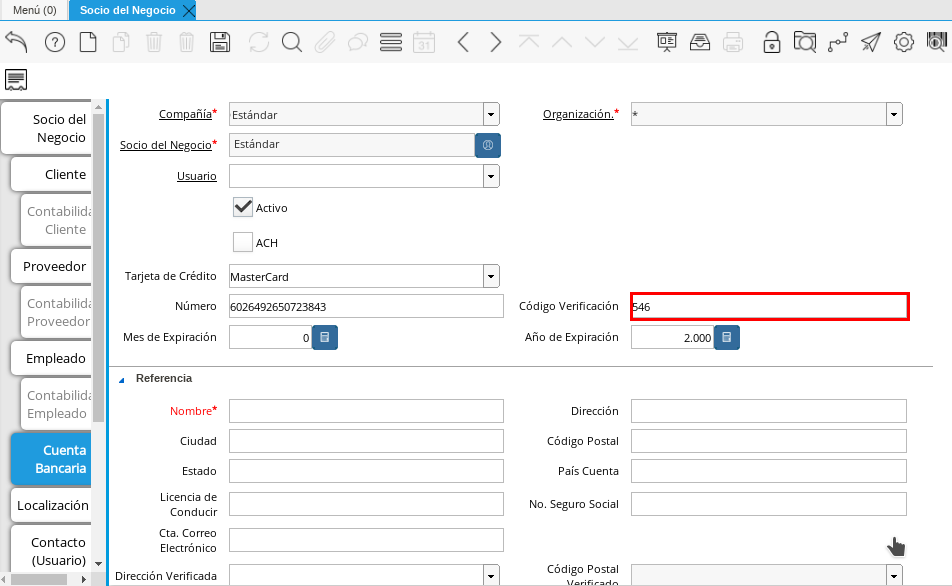 Menú (0)
Socio del Negocio
31
Socio del
Negocio
Cliente
Contabilida
Cliente
Proveedor
Contabilida
Proveedor
Empleado
Contabilida
Empleado
Cuenta
Bancaria
Localización
Contacto
(Usuario)
Compañía* Estándar Organización.* *
Socio del Negocio* Estándar
Usuario
Activo
ACH
Tarjeta de Crédito MasterCard
Número 6026492650723843 Código Verificación 546
Mes de Expiración 0 Año de Expiración 2.000
Referencia
Nombre* Dirección
Ciudad Código Postal
Estado País Cuenta
Licencia de
Conducir No. Seguro Social
Cta. Correo
Electrónico
Dirección Verificada Código Postal
Verificado